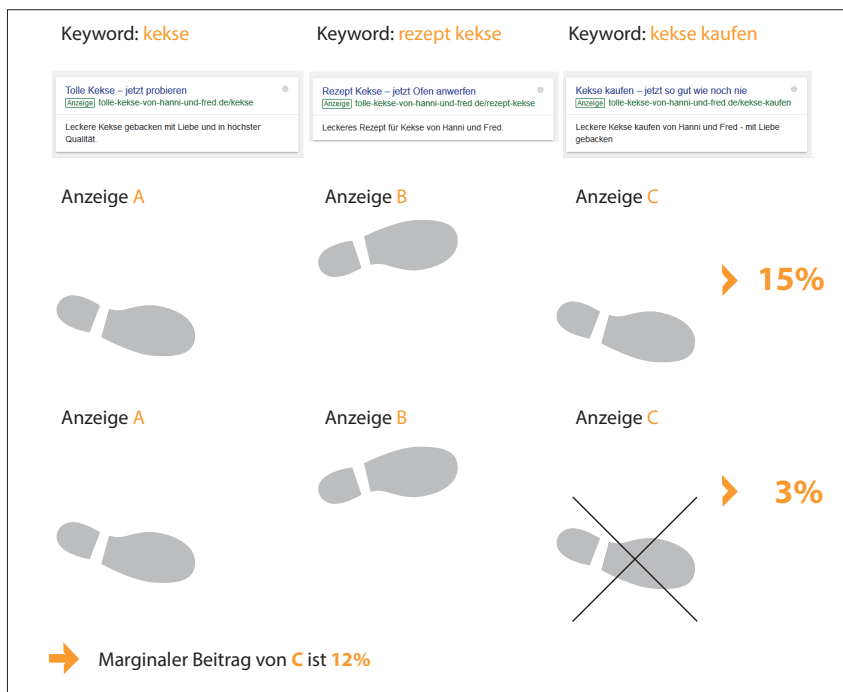 Keyword: kekse
Keyword: rezept kekse
Keyword: kekse kaufen
Tolle Kekse – jetzt probieren
Anzeige tolle-kekse-von-hanni-und-fred.de/kekse
Leckere Kekse gebacken mit Liebe und in höchster
Qualität
Rezept Kekse – jetzt Ofen anwerfen
Anzeige tolle-kekse-von-hanni-und-fred.de/rezept-kekse
Leckeres Rezept für Kekse von Hanni und Fred.
Kekse kaufen – jetzt so gut wie noch nie
Anzeige tolle-kekse-von-hanni-und-fred.de/kekse-kaufen
Leckere Kekse kaufen von Hanni und Fred - mit Liebe
gebacken
Anzeige A
Anzeige B
Anzeige C
15%
Anzeige A
Anzeige B
Anzeige C
3%
Marginaler Beitrag von C ist 12%